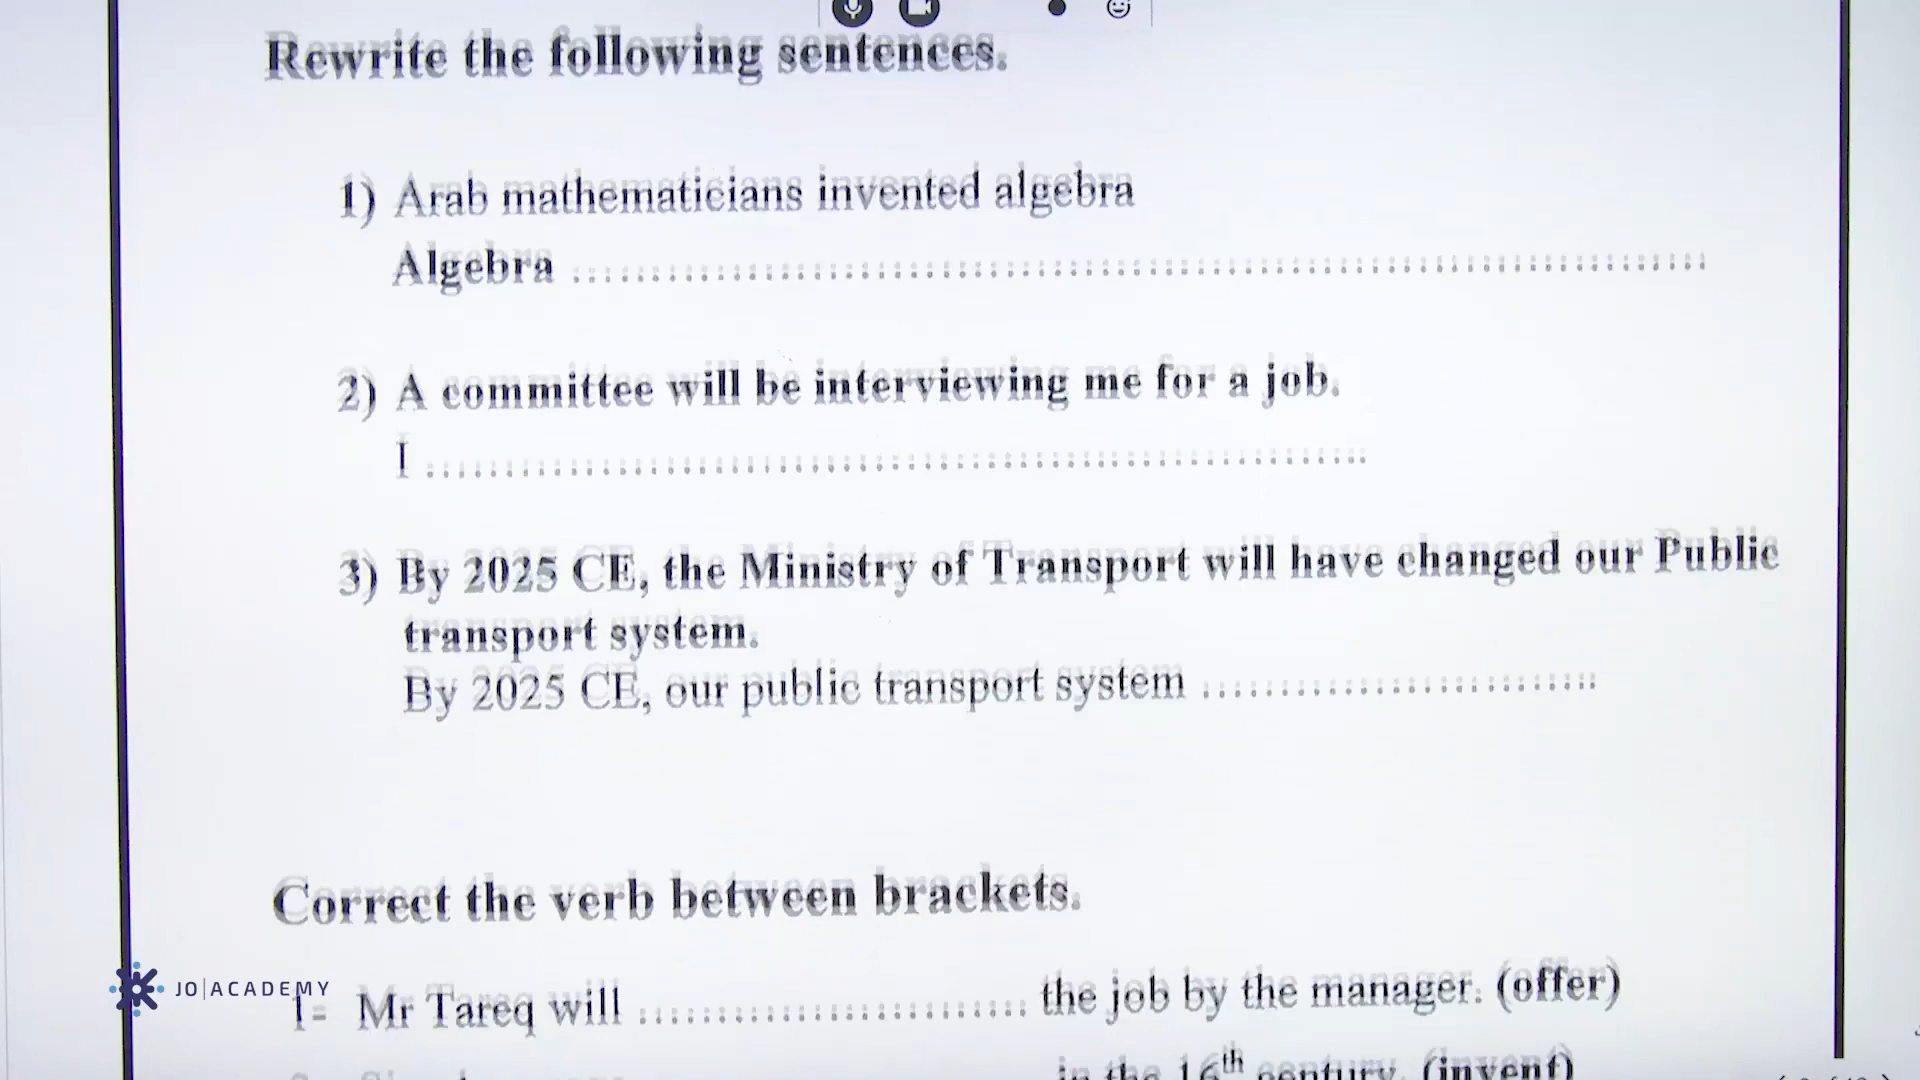 Rewrite the following sentences.
1) Arab mathematicians invented algebra
Algebra ........................................................................
2) A committee will be interviewing me for a job.
I ............................................................
3) By 2025 CE, the Ministry of Transport will have changed our Public
transport system.
By 2025 CE, our public transport system .........................
Correct the verb between brackets.
JO|ACADEMY
1- Mr Tareq will ......................... the job by the manager. (offer)
in the 16th century. (invent)